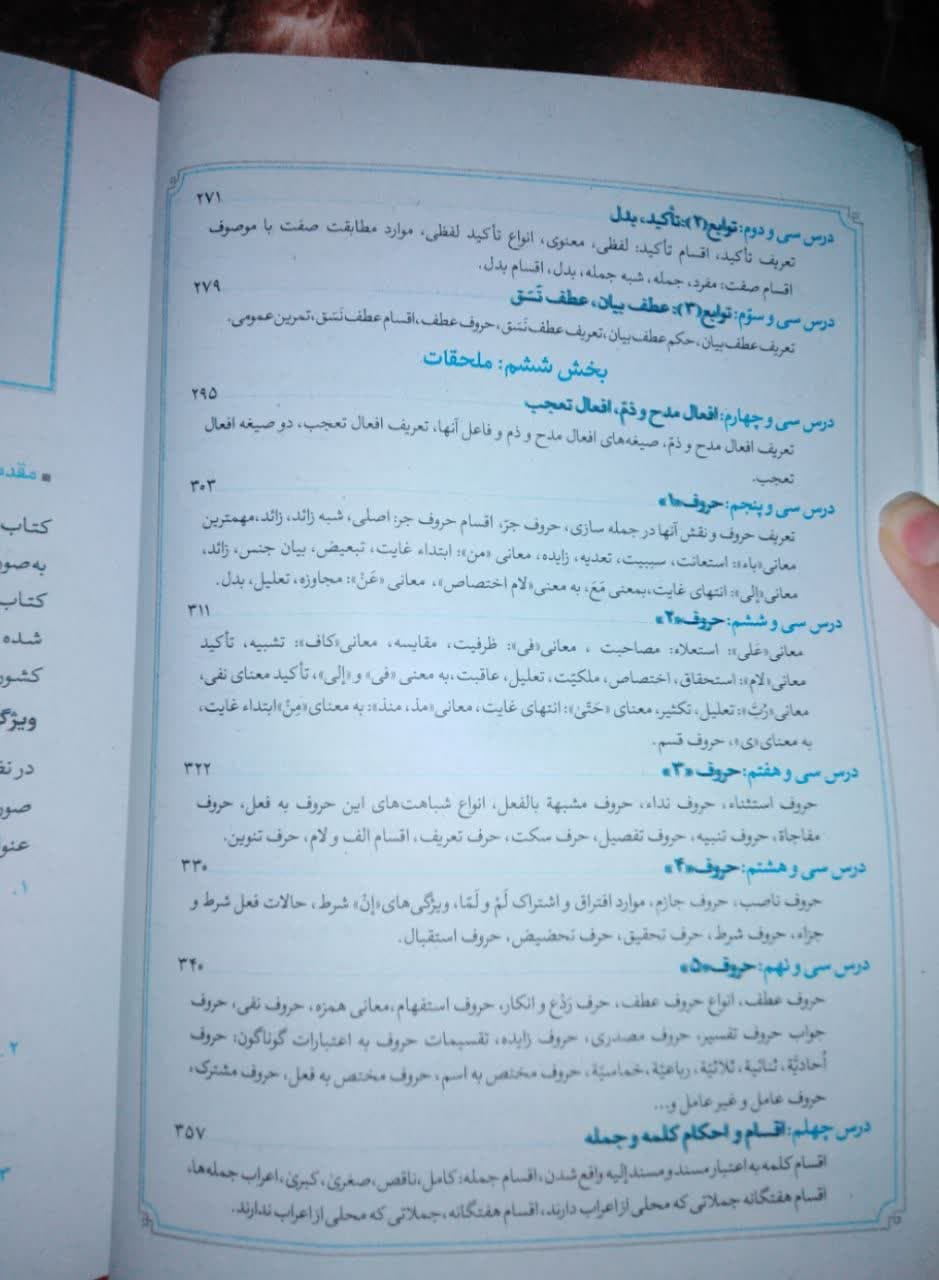 درس سی و دوم: توابع(۲): تأکید، بدل ۲۷۱
تعریف تأکید، اقسام تأکید: لفظی، معنوی، انواع تأکید لفظی، موارد مطابقت صفت با موصوف
اقسام صفت: مفرد، جمله، شبه جمله، بدل، اقسام بدل.
درس سی و سوّم: توابع(۳): عطف بیان، عطف نَسَق ۲۷۹
تعریف عطف‌بیان، حکم عطف‌بیان، تعریف عطف‌نَسَق، حروف عطف، اقسام عطف‌نَسَق، تمرین عمومی.
بخش ششم: ملحقات
درس سی و چهارم: افعال مدح و ذمّ، افعال تعجب ۲۹۵
تعریف افعال مدح و ذمّ، صیغه‌های افعال مدح و ذم و فاعل آنها، تعریف افعال تعجب، دو صیغه افعال
تعجب.
درس سی و پنجم: حروف«۱» ۳۰۳
تعریف حروف و نقش آنها در جمله سازی، حروف جرّ، اقسام حروف جر: اصلی، شبه زائد، زائد، مهمترین
معانی«باء»: استعانت، سببیت، تعدیه، زایده، معانی «من»: ابتداء غایت، تبعیض، بیان جنس، زائد،
معانی «إلی»: انتهای غایت، بمعنی مَعَ، به معنی«لام اختصاص»، معانی «عَنْ»: مجاوزه، تعلیل، بدل.
درس سی و ششم: حروف«۲» ۳۱۱
معانی«عَلی»: استعلاء: مصاحبت ، معانی«فی»: ظرفیت، مقایسه، معانی«کاف»: تشبیه، تأکید
معانی«لام»: استحقاق، اختصاص، ملکیّت، تعلیل، عاقبت، به معنی «فی» و «إلی»، تأکید معنای نفی،
معانی«رُبَّ»: تعلیل، تکثیر، معنای «حَتّی»: انتهای غایت، معانی«مذ، منذ»: به معنای«مِنْ»ابتداء غایت،
به معنای«ی»، حروف قسم.
درس سی و هفتم: حروف «۳» ۳۲۲
حروف استثناء، حروف نداء، حروف مشبهة بالفعل، انواع شباهت‌های این حروف به فعل، حروف
مفاجاة، حروف تنبیه، حروف تفصیل، حرف سکت، حرف تعریف، اقسام الف و لام، حرف تنوین.
درس سی و هشتم: حروف«۴» ۳۳۰
حروف ناصب، حروف جازم، موارد افتراق و اشتراک لَمْ و لَمّا، ویژگی‌های«إنْ» شرط، حالات فعل شرط و
جزاء، حروف شرط، حرف تحقیق، حرف تحضیض، حروف استقبال.
درس سی و نهم: حروف«۵» ۳۴۰
حروف عطف، انواع حروف عطف، حرف رَدْع و انکار، حروف استفهام، معانی همزه، حروف نفی، حروف
جواب حروف تفسیر، حروف مصدری، حروف زایده، تقسیمات حروف به اعتبارات گوناگون: حروف
أحادیّة، ثنائیة، ثلاثیّة، رباعیّة، خماسیّة، حروف مختص به اسم، حروف مختص به فعل، حروف مشترک،
حروف عامل و غیر عامل و...
درس چهلم: اقسام و احکام کلمه و جمله ۳۵۷
اقسام کلمه به اعتبار مسند و مسندإلیه واقع شدن، اقسام جمله: کامل، ناقص، صغریٰ، کبریٰ، اعراب جمله‌ها،
اقسام هفتگانه جملاتی که محلی از اعراب دارند، اقسام هفتگانه، جملاتی که محلی از اعراب ندارند.
کتاب
کتاب
شده
کشور
در
۱.
۲